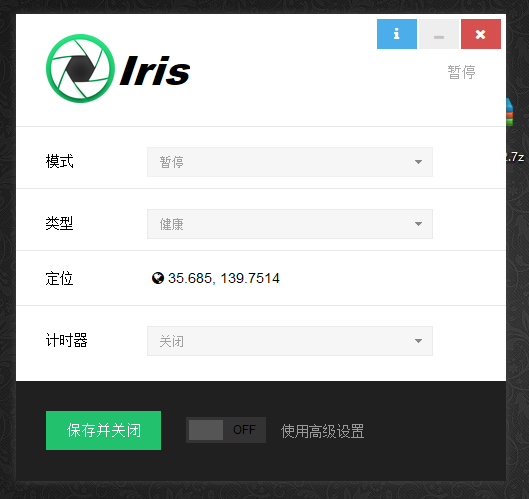 Iris
暂停
模式
暂停
2.7z
类型
健康
定位
35.685, 139.7514
计时器
关闭
保存并关闭
OFF
使用高级设置